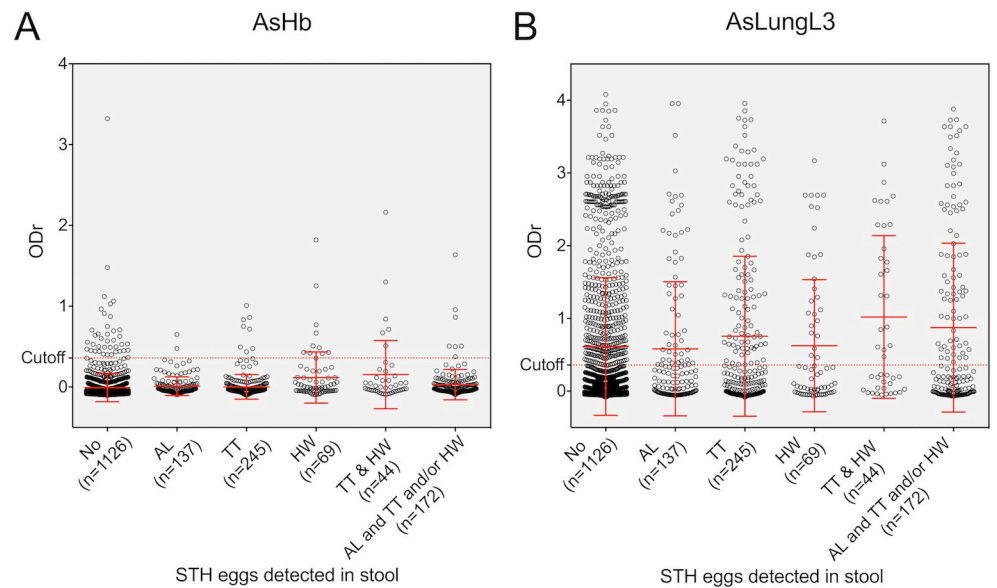 A
AsHb
4
3
2
1
Cutoff
0
ODr
No
(n=1126)
AL
(n=137)
TT
(n=245)
HW
(n=69)
TT & HW
(n=44)
AL and TT and/or HW
(n=172)
STH eggs detected in stool
B
AsLungL3
4
3
2
1
Cutoff
0
ODr
No
(n=1126)
AL
(n=137)
TT
(n=245)
HW
(n=69)
TT & HW
(n=44)
AL and TT and/or HW
(n=172)
STH eggs detected in stool